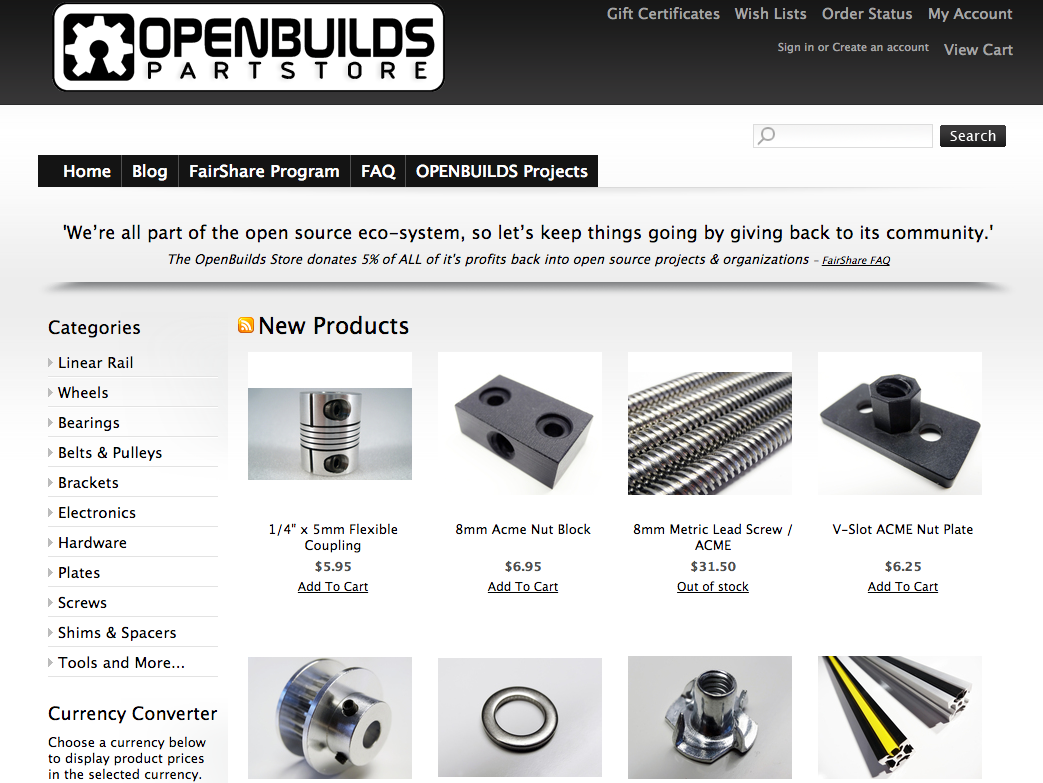 OPENBUILDS
PARTSTORE
Gift Certificates Wish Lists Order Status My Account
Sign in or Create an account View Cart
Search
Home Blog FairShare Program FAQ OPENBUILDS Projects
'We’re all part of the open source eco-system, so let’s keep things going by giving back to its community.'
The OpenBuilds Store donates 5% of ALL of it's profits back into open source projects & organizations - FairShare FAQ
Categories
Linear Rail
Wheels
Bearings
Belts & Pulleys
Brackets
Electronics
Hardware
Plates
Screws
Shims & Spacers
Tools and More...
Currency Converter
Choose a currency below
to display product prices
in the selected currency.
New Products
1/4" x 5mm Flexible
Coupling
$5.95
Add To Cart
8mm Acme Nut Block
$6.95
Add To Cart
8mm Metric Lead Screw /
ACME
$31.50
Out of stock
V-Slot ACME Nut Plate
$6.25
Add To Cart